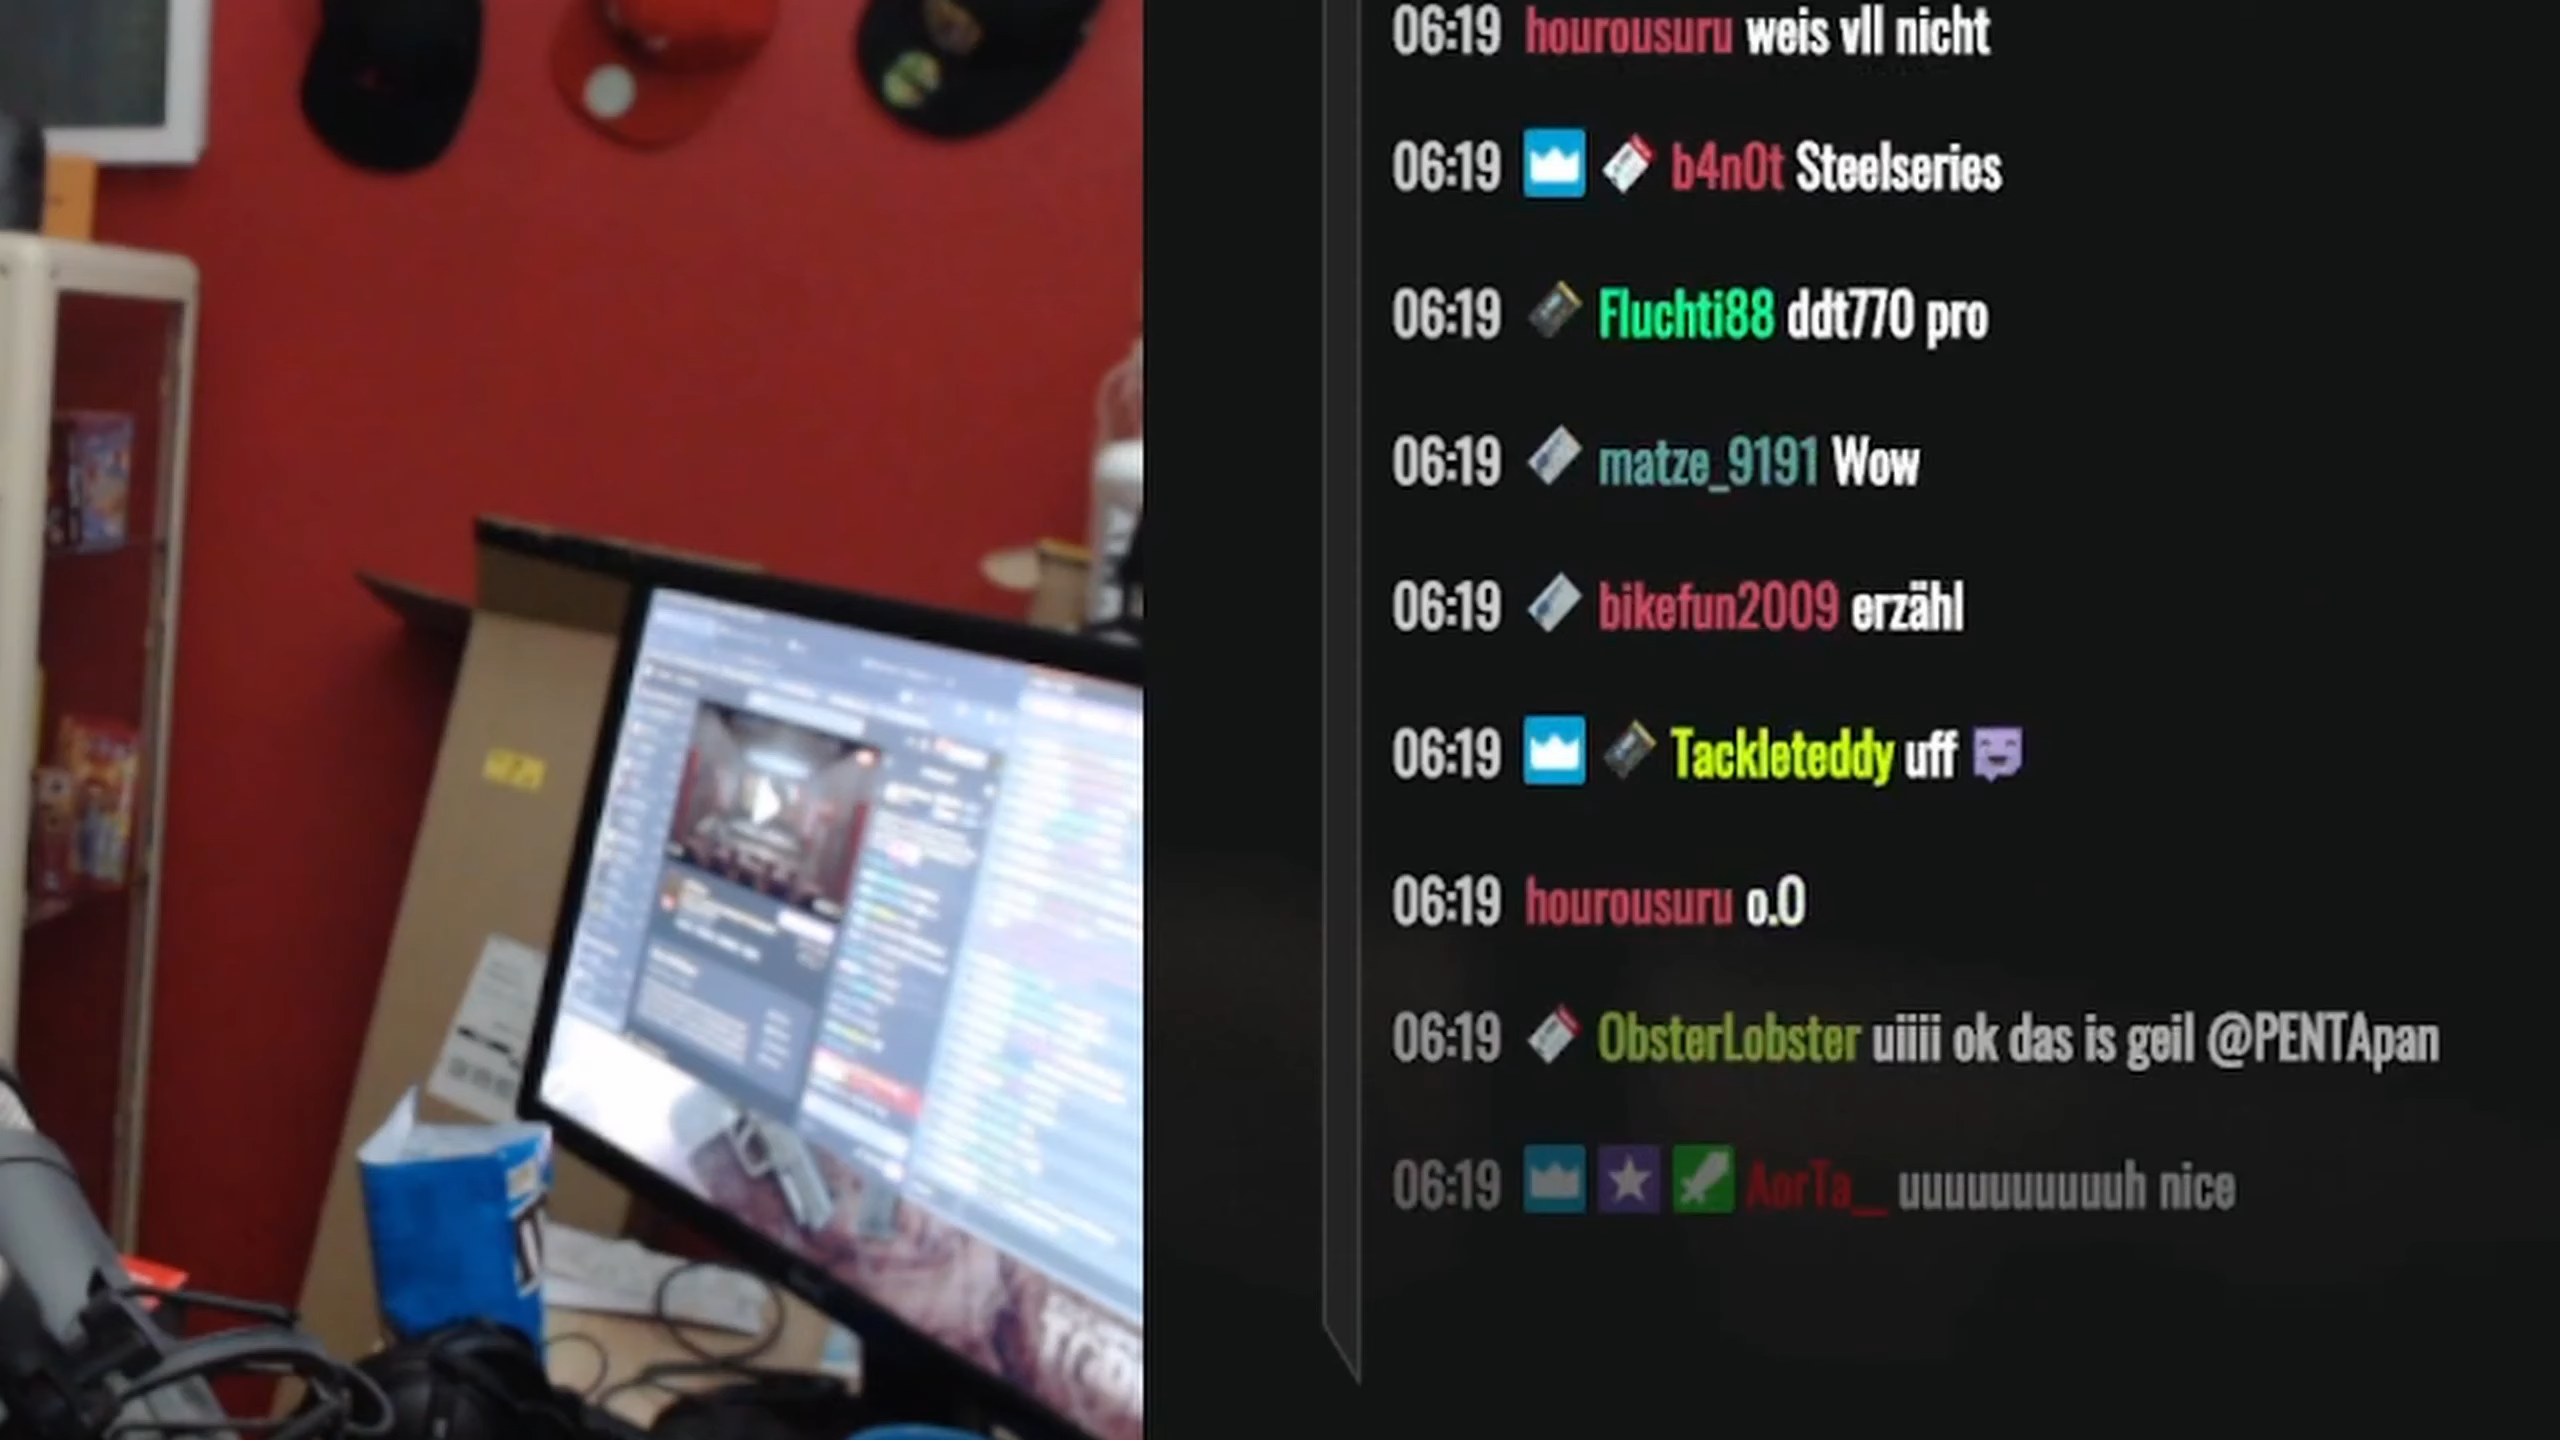 06:19 hourousuru weis vll nicht
06:19 b4n0t Steelseries
06:19 Fluchti88 ddt770 pro
06:19 matze_9191 Wow
06:19 bikefun2009 erzähl
06:19 Tackleteddy uff
06:19 hourousuru o.O
06:19 ObsterLobster uiiii ok das is geil @PENTApan
06:19 AorTa__ uuuuuuuuuuh nice